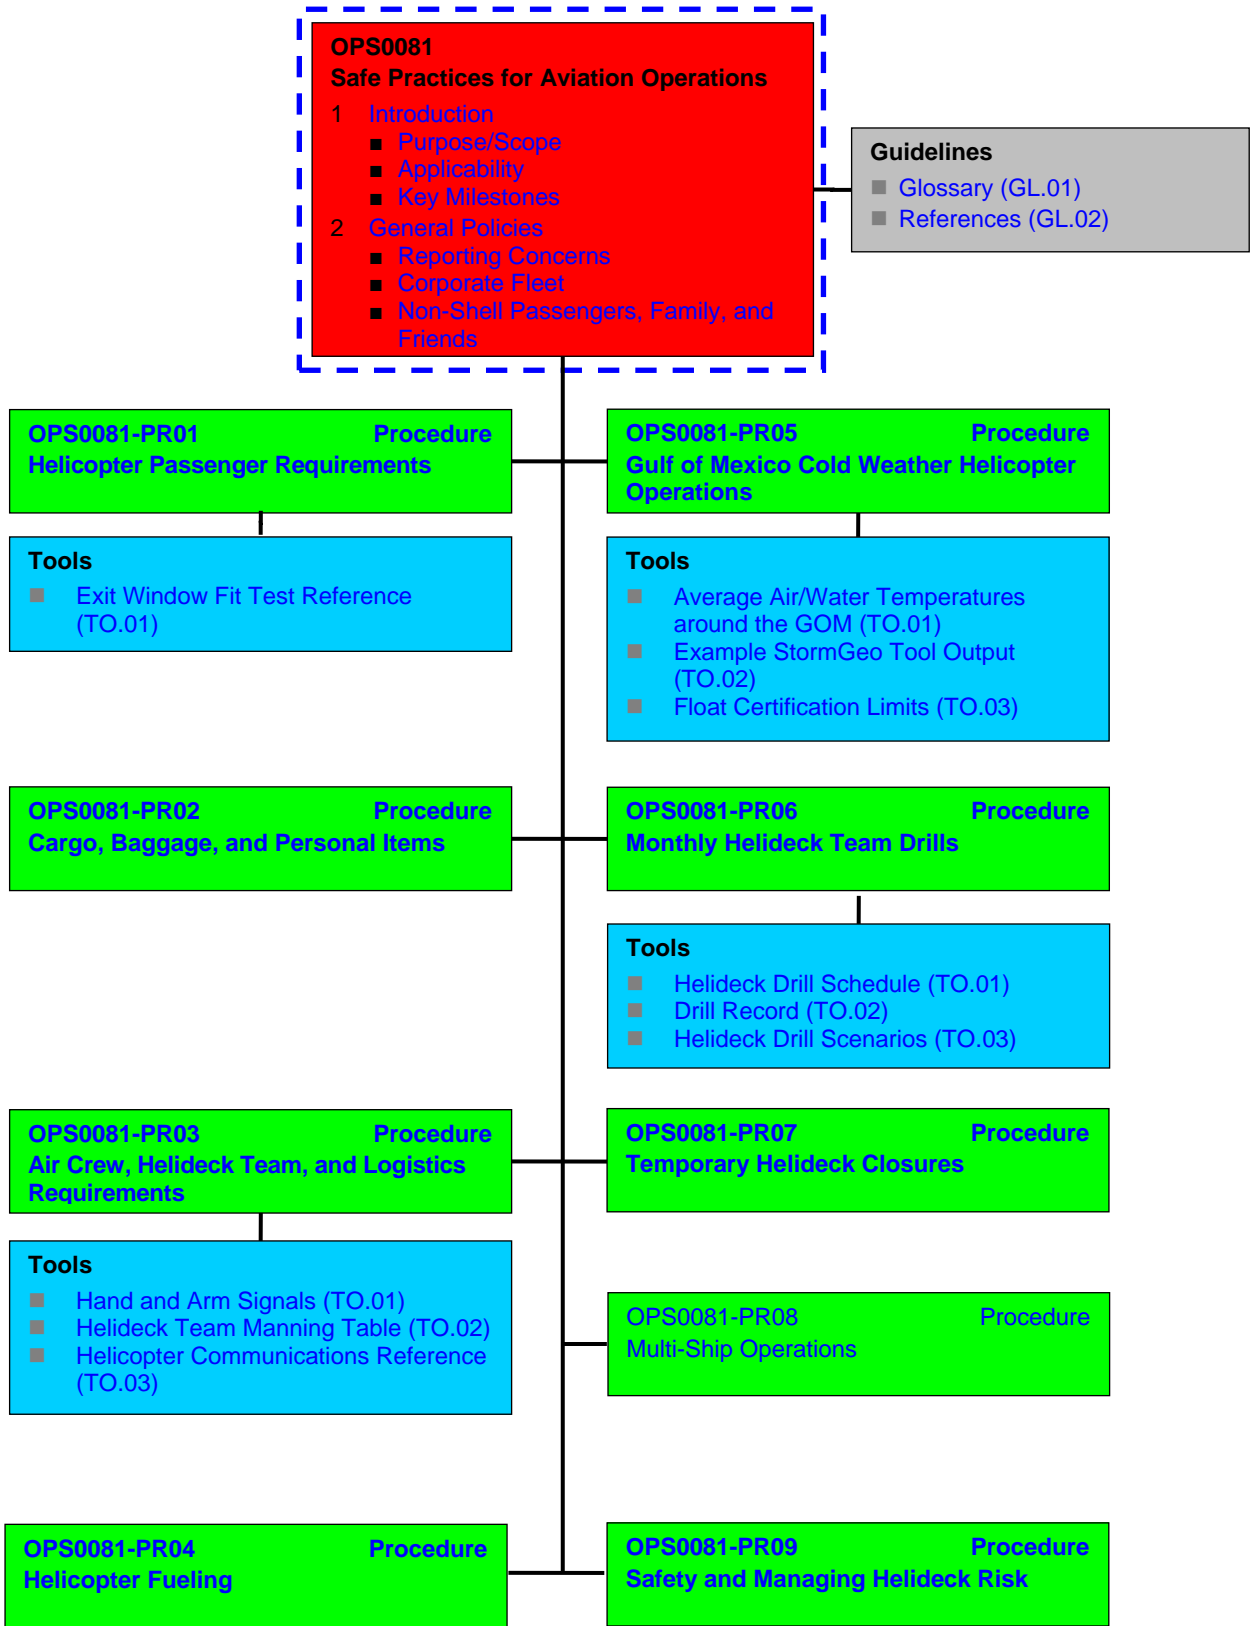 OPS0081
Safe Practices for Aviation Operations
1 Introduction
■ Purpose/Scope
■ Applicability
■ Key Milestones
2 General Policies
■ Reporting Concerns
■ Corporate Fleet
■ Non-Shell Passengers, Family, and
Friends
Guidelines
■ Glossary (GL.01)
■ References (GL.02)
OPS0081-PR01 Procedure
Helicopter Passenger Requirements
Tools
■ Exit Window Fit Test Reference
(TO.01)
OPS0081-PR05 Procedure
Gulf of Mexico Cold Weather Helicopter
Operations
Tools
■ Average Air/Water Temperatures
around the GOM (TO.01)
■ Example StormGeo Tool Output
(TO.02)
■ Float Certification Limits (TO.03)
OPS0081-PR02 Procedure
Cargo, Baggage, and Personal Items
OPS0081-PR06 Procedure
Monthly Helideck Team Drills
Tools
■ Helideck Drill Schedule (TO.01)
■ Drill Record (TO.02)
■ Helideck Drill Scenarios (TO.03)
OPS0081-PR03 Procedure
Air Crew, Helideck Team, and Logistics
Requirements
Tools
■ Hand and Arm Signals (TO.01)
■ Helideck Team Manning Table (TO.02)
■ Helicopter Communications Reference
(TO.03)
OPS0081-PR07 Procedure
Temporary Helideck Closures
OPS0081-PR08 Procedure
Multi-Ship Operations
OPS0081-PR04 Procedure
Helicopter Fueling
OPS0081-PR09 Procedure
Safety and Managing Helideck Risk